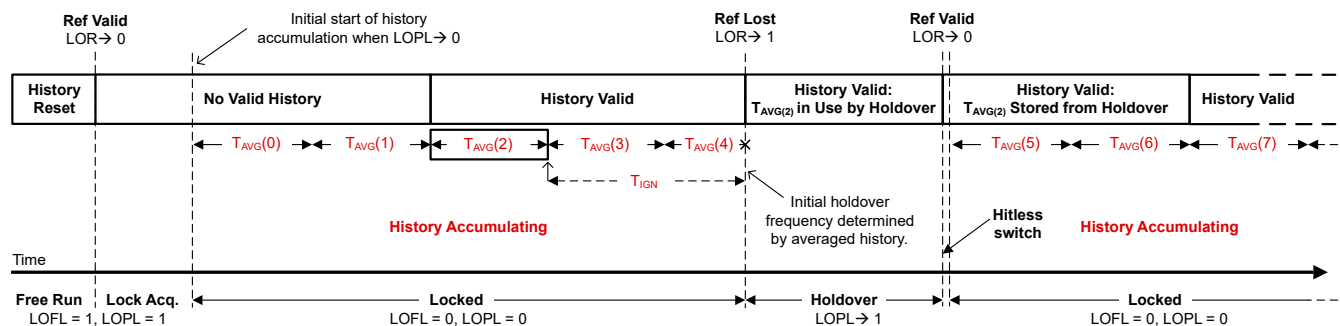 Ref Valid
LOR→ 0
Initial start of history
accumulation when LOPL→ 0
Ref Lost
LOR→ 1
Ref Valid
LOR→ 0
History
Reset
No Valid History
History Valid
History Valid:
TAVG(2) in Use by Holdover
History Valid:
TAVG(2) Stored from Holdover
History Valid
TAVG(0)
TAVG(1)
TAVG(2)
TAVG(3)
TAVG(4)
TAVG(5)
TAVG(6)
TAVG(7)
TIGN
Initial holdover
frequency determined
by averaged history.
History Accumulating
Hitless
switch
History Accumulating
Time
Free Run
Lock Acq.
LOFL = 1, LOPL = 1
Locked
LOFL = 0, LOPL = 0
Holdover
LOPL→ 1
Locked
LOFL = 0, LOPL = 0